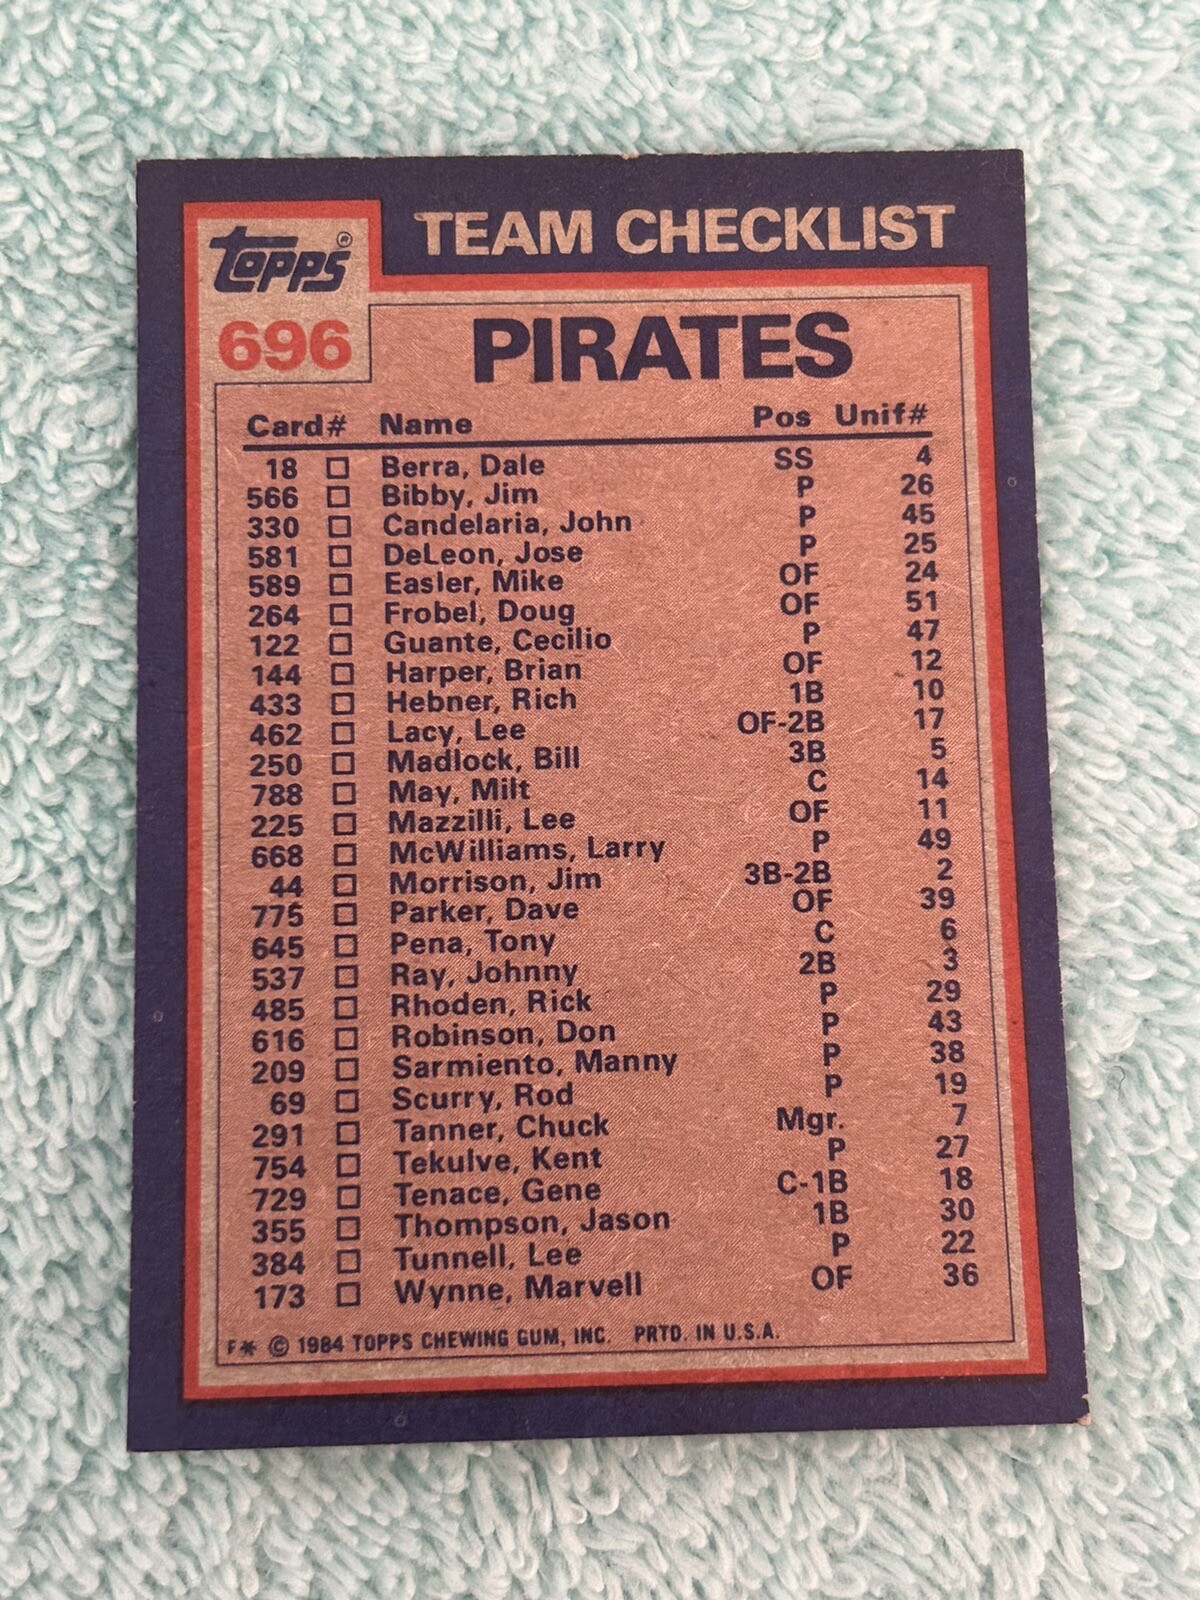 TEAM CHECKLIST
Topps®
696
PIRATES
Card# Name Pos Unif#
18 □ Berra, Dale SS 4
566 □ Bibby, Jim P 26
330 □ Candelaria, John P 45
581 □ DeLeon, Jose P 25
589 □ Easler, Mike OF 24
264 □ Frobel, Doug OF 51
122 □ Guante, Cecilio P 47
144 □ Harper, Brian OF 12
433 □ Hebner, Rich 1B 10
462 □ Lacy, Lee OF-2B 17
250 □ Madlock, Bill 3B 5
788 □ May, Milt C 14
225 □ Mazzilli, Lee OF 11
668 □ McWilliams, Larry P 49
44 □ Morrison, Jim 3B-2B 2
775 □ Parker, Dave OF 39
645 □ Pena, Tony C 6
537 □ Ray, Johnny 2B 3
485 □ Rhoden, Rick P 29
616 □ Robinson, Don P 43
209 □ Sarmiento, Manny P 38
69 □ Scurry, Rod P 19
291 □ Tanner, Chuck Mgr. 7
754 □ Tekulve, Kent P 27
729 □ Tenace, Gene C-1B 18
355 □ Thompson, Jason 1B 30
384 □ Tunnell, Lee P 22
173 □ Wynne, Marvell OF 36
F* © 1984 TOPPS CHEWING GUM, INC. PRTD. IN U.S.A.